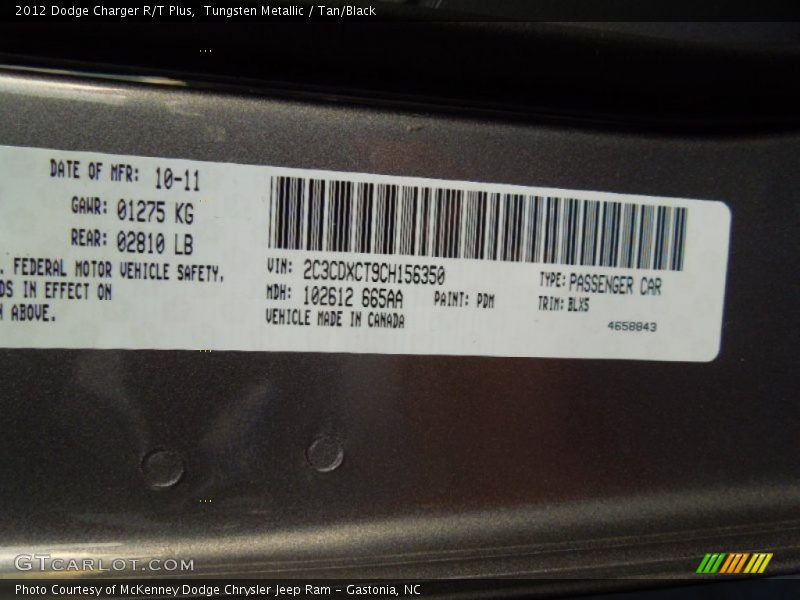 2012 Dodge Charger R/T Plus, Tungsten Metallic / Tan/Black
DATE OF MFR: 10-11
GAWR: 01275 KG
REAR: 02810 LB
. FEDERAL MOTOR VEHICLE SAFETY,
DS IN EFFECT ON
ABOVE.
VIN: 2C3CDXCT9CH156350
TYPE: PASSENGER CAR
MDH: 102612 665AA
PAINT: PDM
TRIM: BLX5
VEHICLE MADE IN CANADA
4658843
GTCARLOT.COM
Photo Courtesy of McKenney Dodge Chrysler Jeep Ram - Gastonia, NC